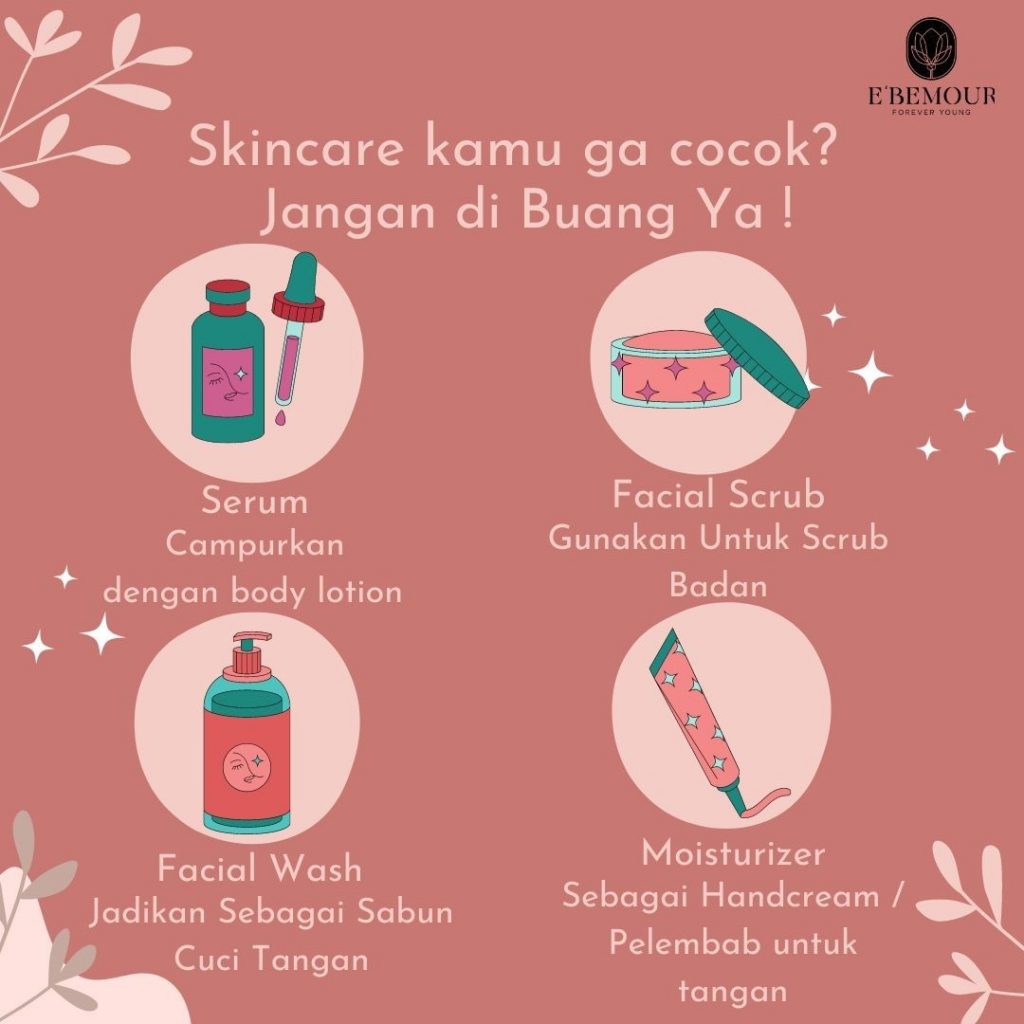 E'BEMOUR
FOREVER YOUNG
Skincare kamu ga cocok?
Jangan di Buang Ya !
Serum
Campurkan
dengan body lotion
Facial Scrub
Gunakan Untuk Scrub
Badan
Facial Wash
Jadikan Sebagai Sabun
Cuci Tangan
Moisturizer
Sebagai Handcream /
Pelembab untuk
tangan